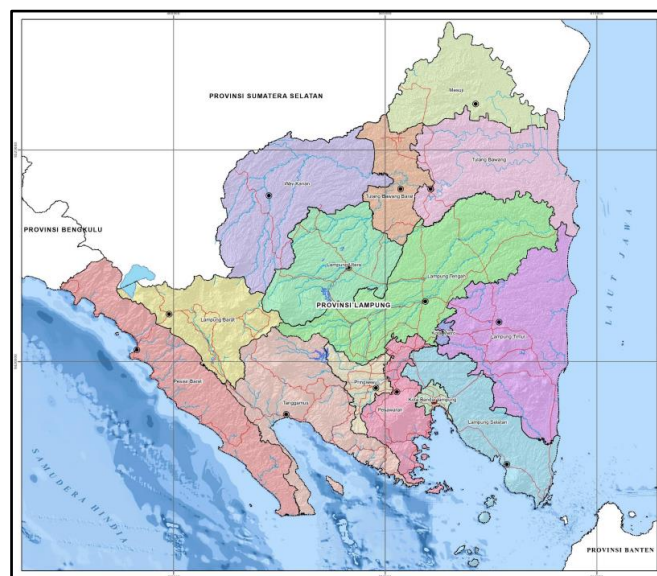 PROVINSI SUMATERA SELATAN
Mesuji
Tulang Bawang
Way Kanan
Tulang Bawang Barat
PROVINSI BENGKULU
Lampung Utara
Lampung Tengah
PROVINSI LAMPUNG
LAUT JAWA
Lampung Barat
Lampung Timur
Pesisir Barat
Pringsewu
Tanggamus
Pesawaran
Kota Bandar Lampung
Lampung Selatan
SAMUDERA HINDIA
PROVINSI BANTEN